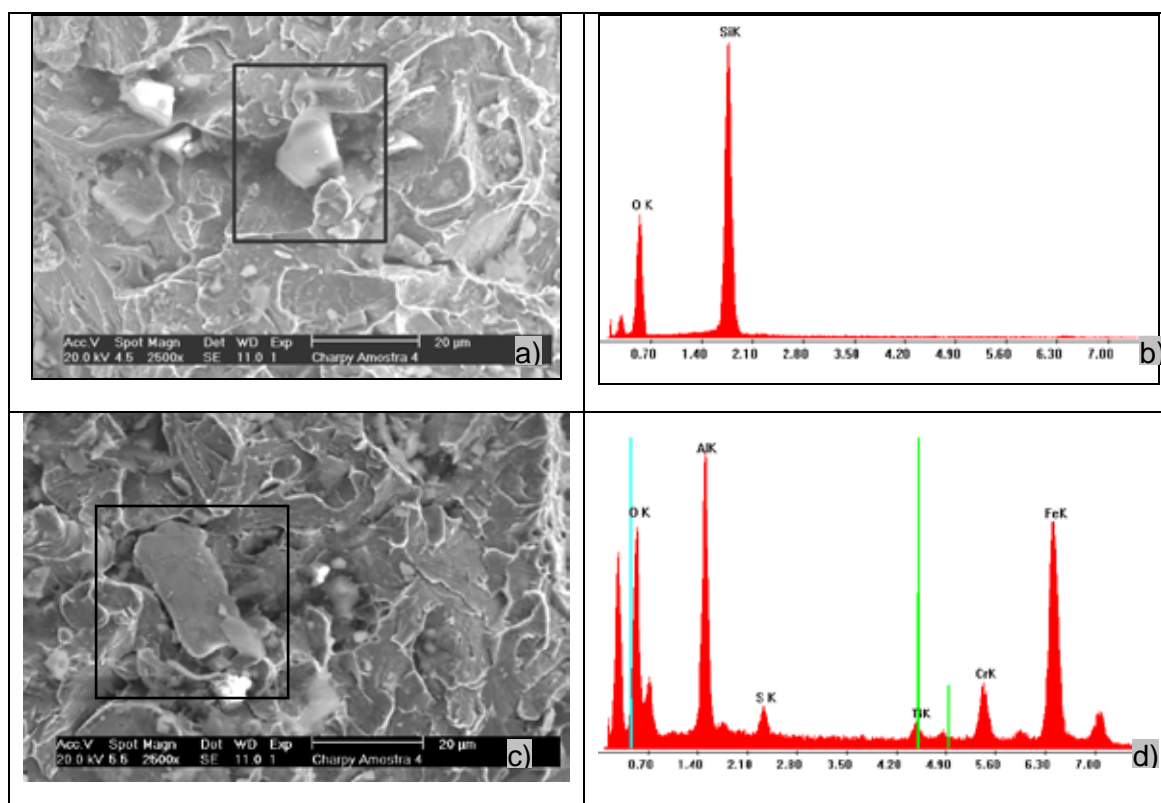 Acc.V Spot Magn Det WD Exp 20 µm
20.0 kV 4.5 2500x SE 11.0 1 Charpy Amostra 4
a)
SiK
O K
0.70 1.40 2.10 2.80 3.50 4.20 4.90 5.60 6.30 7.00
b)
Acc.V Spot Magn Det WD Exp 20 µm
20.0 kV 5.5 2500x SE 11.0 1 Charpy Amostra 4
c)
AlK
O K
FeK
S K
TiK
CrK
0.70 1.40 2.10 2.80 3.50 4.20 4.90 5.60 6.30 7.00
d)